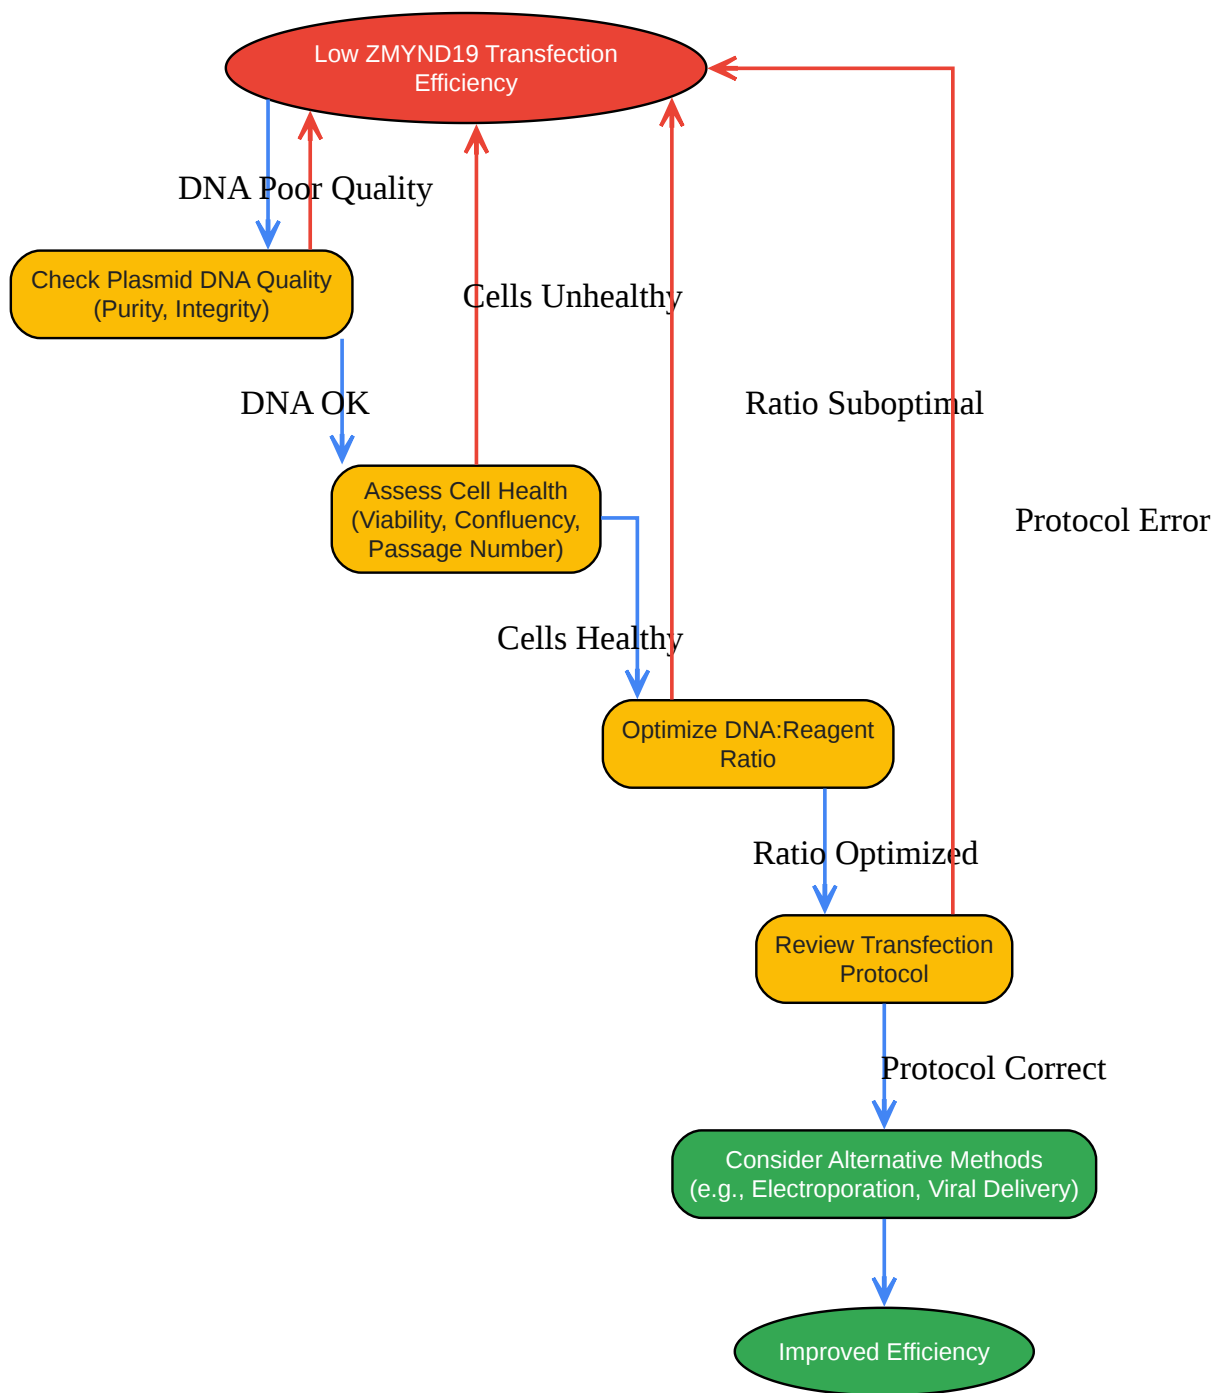 Low ZMYND19 Transfection
Efficiency
DNA Poor Quality
Check Plasmid DNA Quality
(Purity, Integrity)
Cells Unhealthy
DNA OK
Ratio Suboptimal
Assess Cell Health
(Viability, Confluency,
Passage Number)
Protocol Error
Cells Healthy
Optimize DNA:Reagent
Ratio
Ratio Optimized
Review Transfection
Protocol
Protocol Correct
Consider Alternative Methods
(e.g., Electroporation, Viral Delivery)
Improved Efficiency